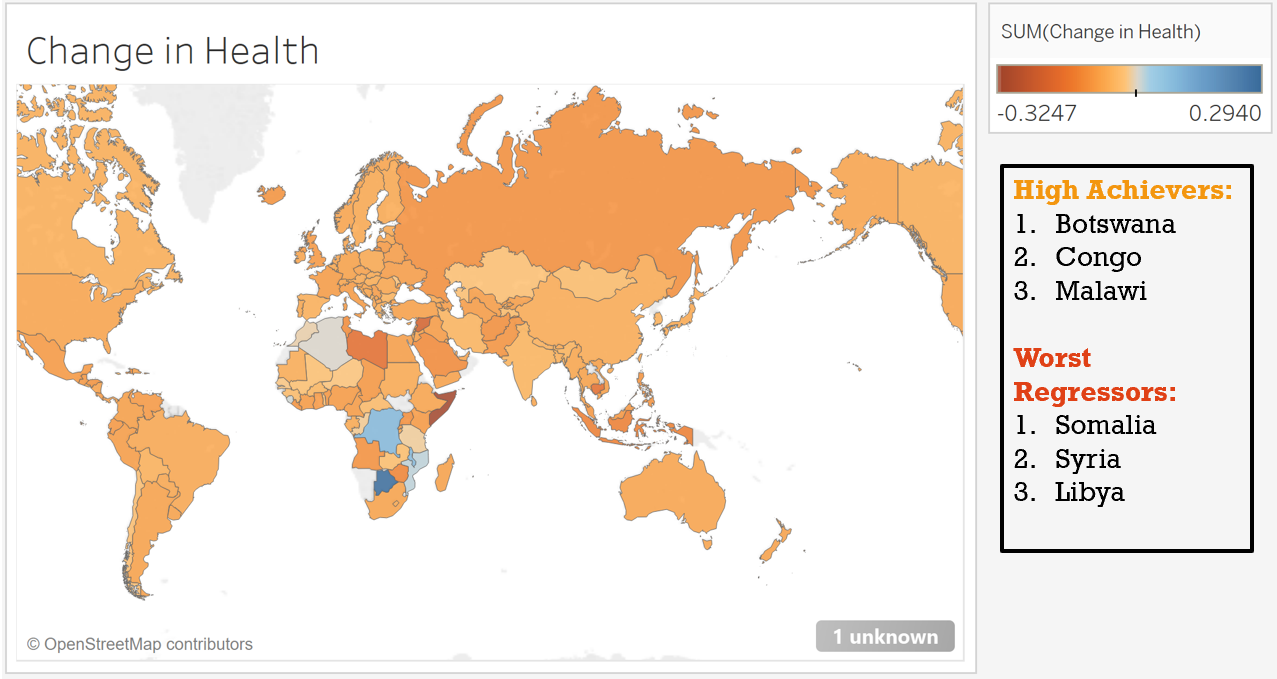 Change in Health
© OpenStreetMap contributors
1 unknown
SUM(Change in Health)
-0.3247 0.2940
High Achievers:
1. Botswana
2. Congo
3. Malawi
Worst
Regressors:
1. Somalia
2. Syria
3. Libya